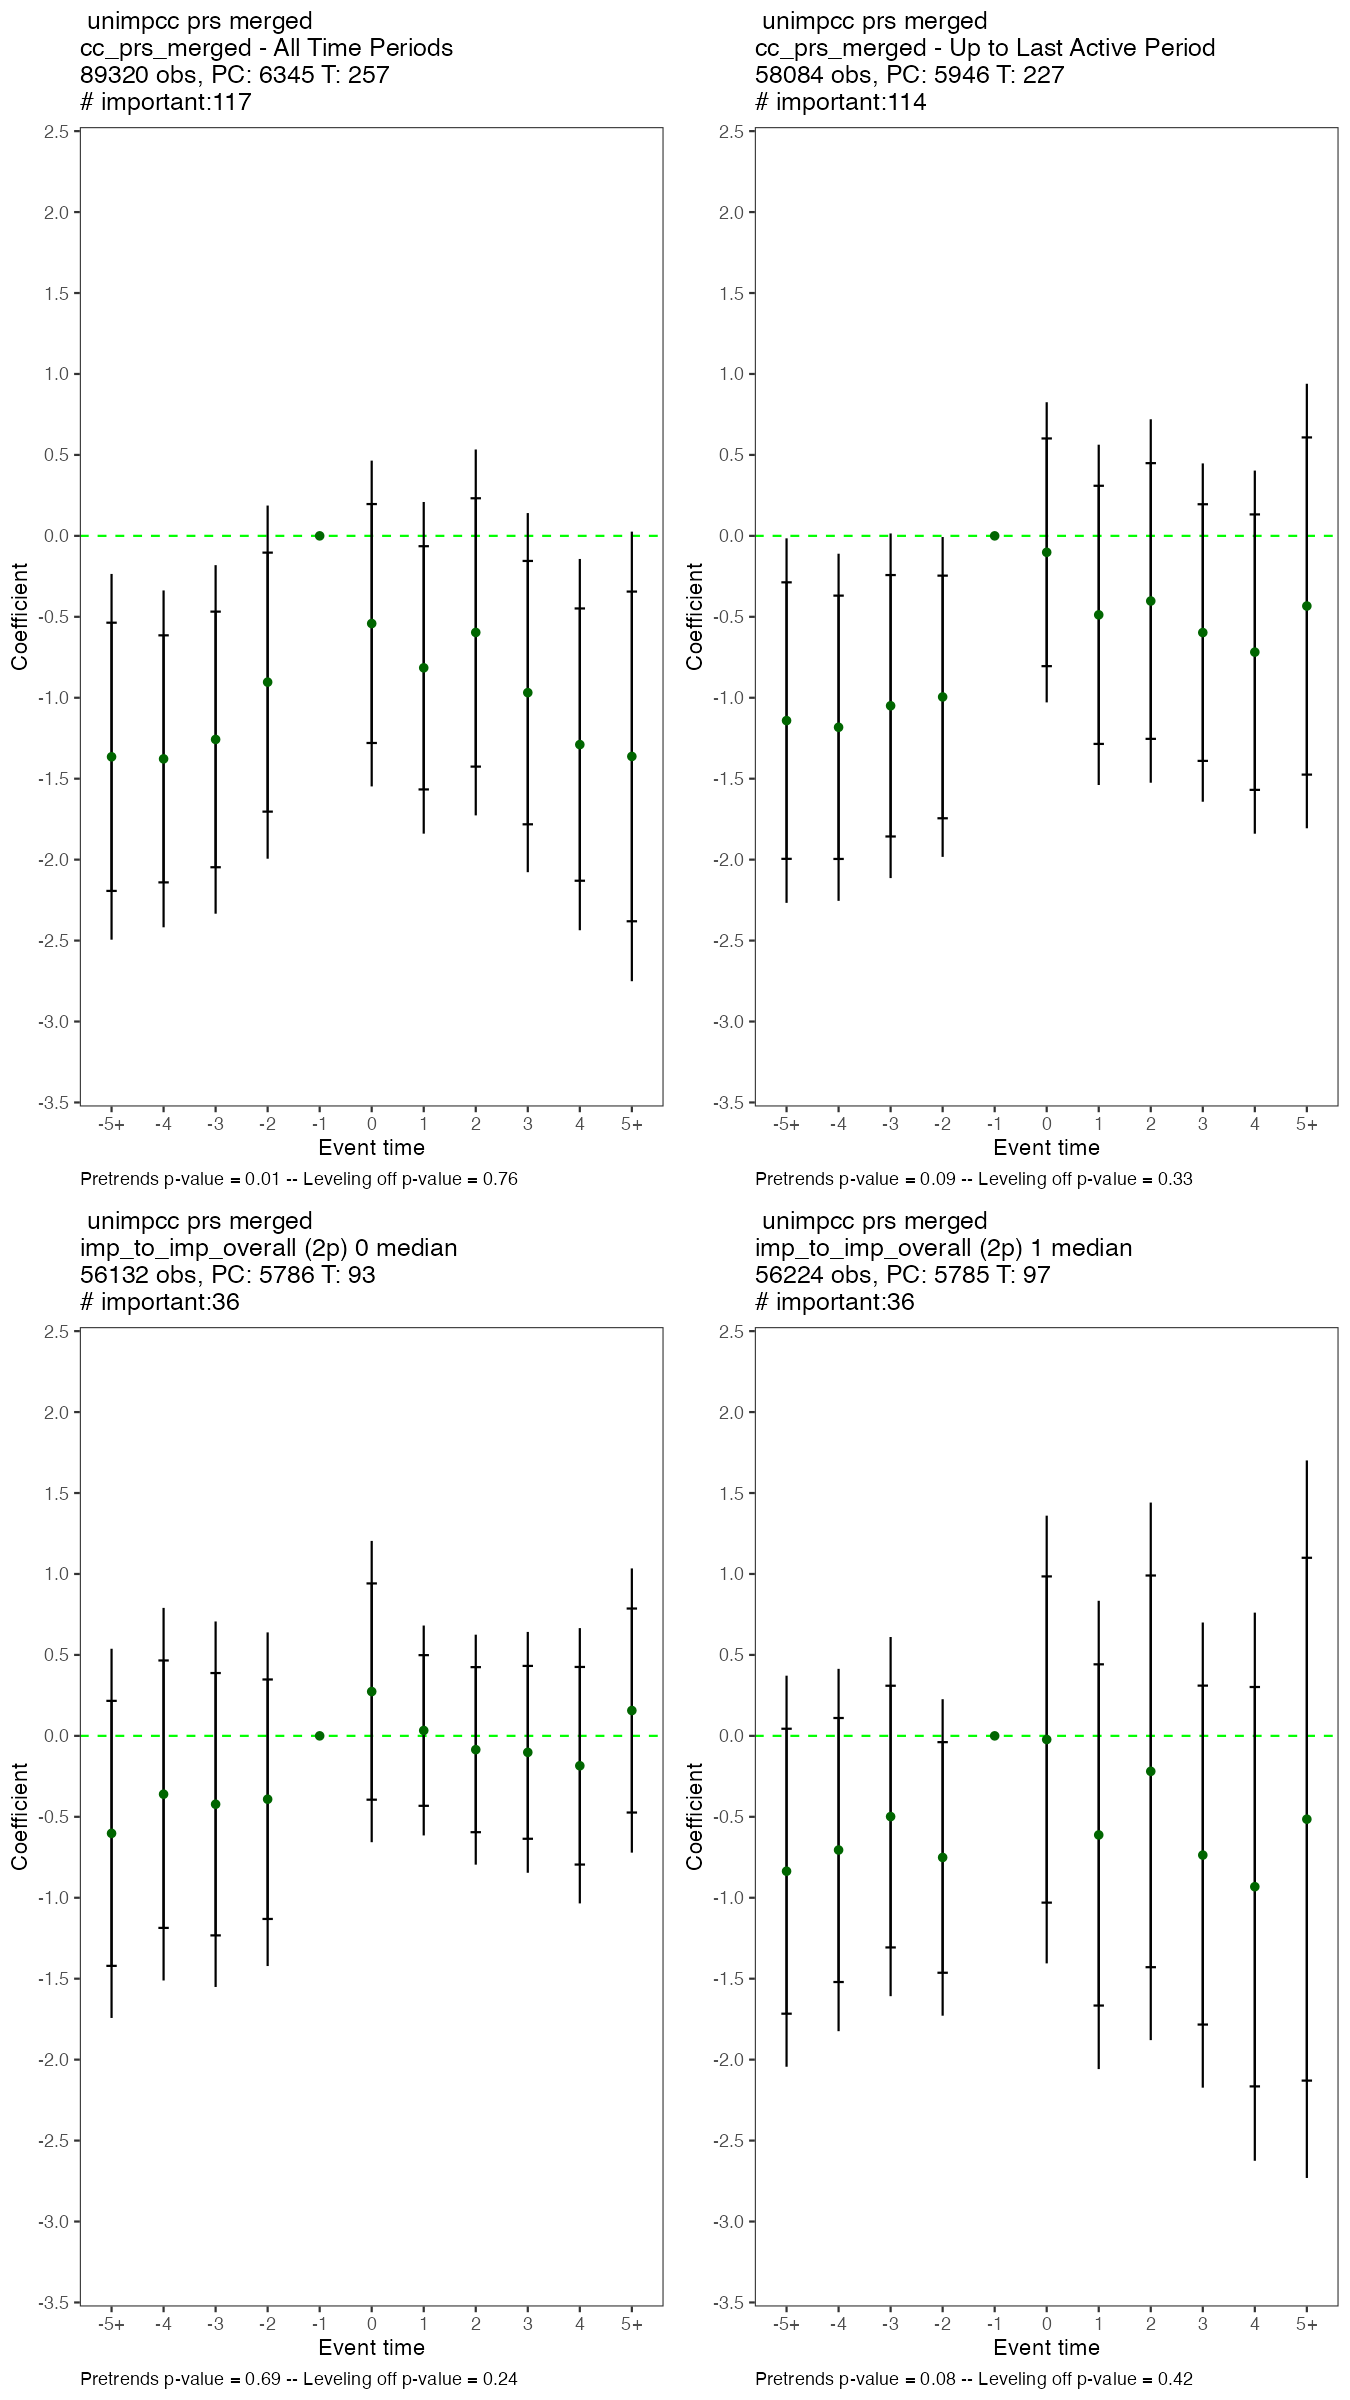 unimpcc prs merged
cc_prs_merged - All Time Periods
89320 obs, PC: 6345 T: 257
# important:117
2.5
2.0
1.5
1.0
0.5
0.0
-0.5
-1.0
-1.5
-2.0
-2.5
-3.0
-3.5
Coefficient
-5+ -4 -3 -2 -1 0 1 2 3 4 5+
Event time
Pretrends p-value = 0.01 -- Leveling off p-value = 0.76
unimpcc prs merged
cc_prs_merged - Up to Last Active Period
58084 obs, PC: 5946 T: 227
# important:114
2.5
2.0
1.5
1.0
0.5
0.0
-0.5
-1.0
-1.5
-2.0
-2.5
-3.0
-3.5
Coefficient
-5+ -4 -3 -2 -1 0 1 2 3 4 5+
Event time
Pretrends p-value = 0.09 -- Leveling off p-value = 0.33
unimpcc prs merged
imp_to_imp_overall (2p) 0 median
56132 obs, PC: 5786 T: 93
# important:36
2.5
2.0
1.5
1.0
0.5
0.0
-0.5
-1.0
-1.5
-2.0
-2.5
-3.0
-3.5
Coefficient
-5+ -4 -3 -2 -1 0 1 2 3 4 5+
Event time
Pretrends p-value = 0.69 -- Leveling off p-value = 0.24
unimpcc prs merged
imp_to_imp_overall (2p) 1 median
56224 obs, PC: 5785 T: 97
# important:36
2.5
2.0
1.5
1.0
0.5
0.0
-0.5
-1.0
-1.5
-2.0
-2.5
-3.0
-3.5
Coefficient
-5+ -4 -3 -2 -1 0 1 2 3 4 5+
Event time
Pretrends p-value = 0.08 -- Leveling off p-value = 0.42